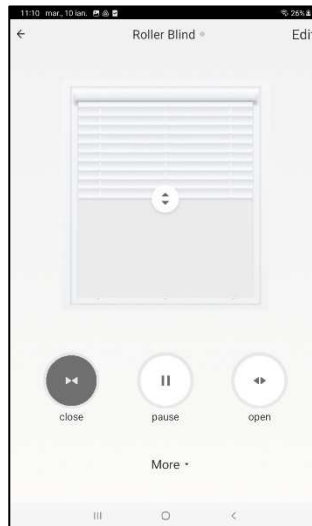 11:10 mar., 10 ian. 26%
Roller Blind
Edit
close pause open
More